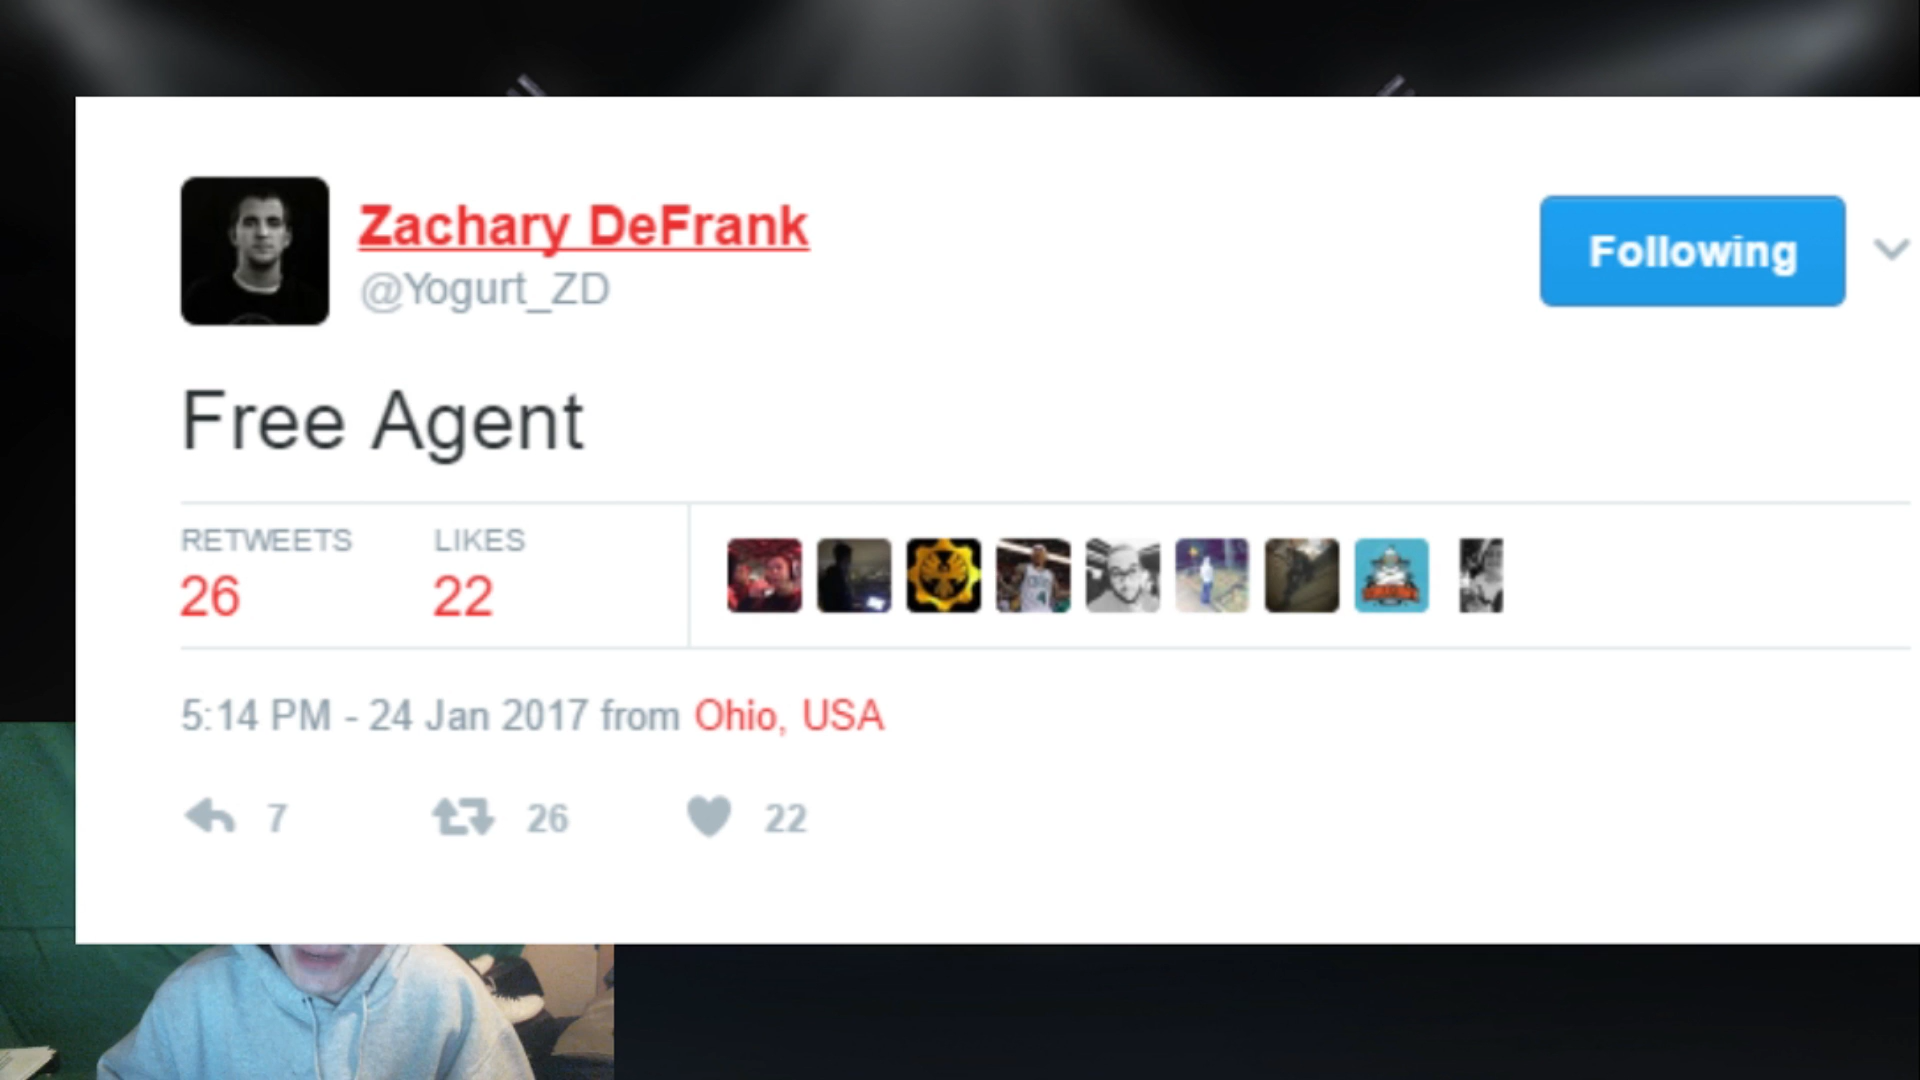 Zachary DeFrank
@Yogurt_ZD
Following
Free Agent
RETWEETS
LIKES
26
22
5:14 PM - 24 Jan 2017 from Ohio, USA
7
26
22